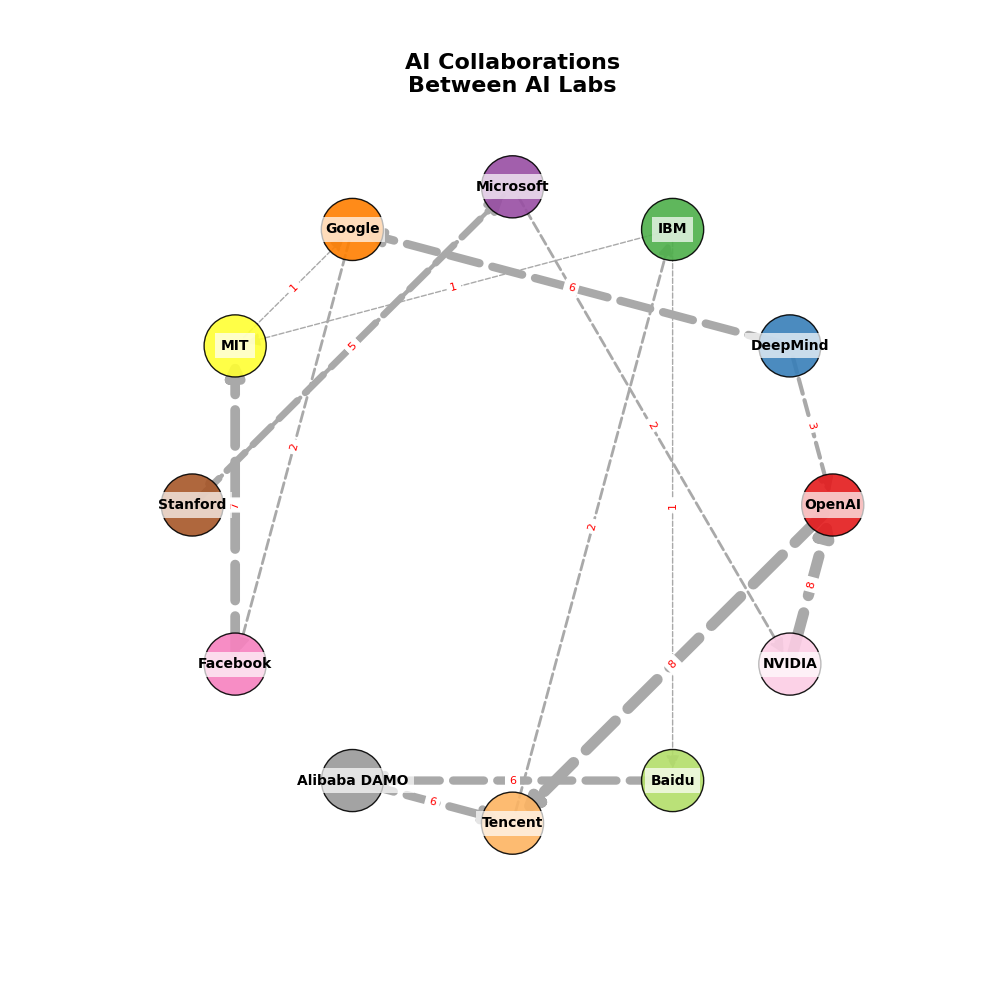 AI Collaborations
Between AI Labs
Microsoft
Google
IBM
1
1
6
MIT
5
DeepMind
2
3
2
Stanford
7
1
OpenAI
2
8
Facebook
8
NVIDIA
Alibaba DAMO
6
Baidu
6
Tencent